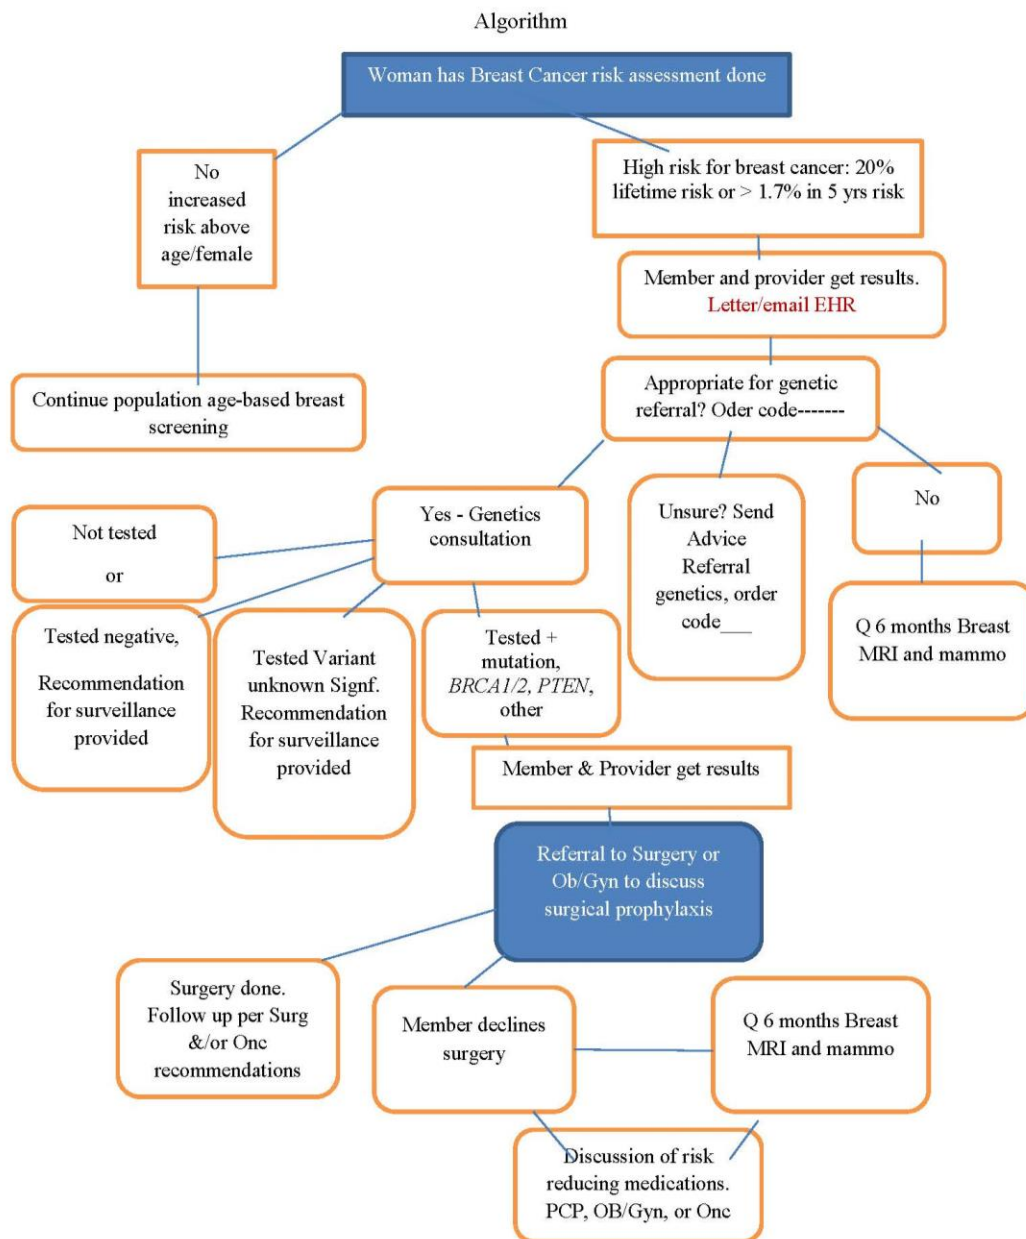 Algorithm
Woman has Breast Cancer risk assessment done
No
increased
risk above
age/female
High risk for breast cancer: 20%
lifetime risk or > 1.7% in 5 yrs risk
Member and provider get results.
Letter/email EHR
Continue population age-based breast
screening
Appropriate for genetic
referral? Oder code-------
Not tested
or
Yes - Genetics
consultation
Unsure? Send
Advice
Referral
genetics, order
code___
No
Tested negative,
Recommendation
for surveillance
provided
Tested Variant
unknown Signf.
Recommendation
for surveillance
provided
Tested +
mutation,
BRCA1/2, PTEN,
other
Q 6 months Breast
MRI and mammo
Member & Provider get results
Referral to Surgery or
Ob/Gyn to discuss
surgical prophylaxis
Surgery done.
Follow up per Surg
&/or Onc
recommendations
Member declines
surgery
Q 6 months Breast
MRI and mammo
Discussion of risk
reducing medications.
PCP, OB/Gyn, or Onc